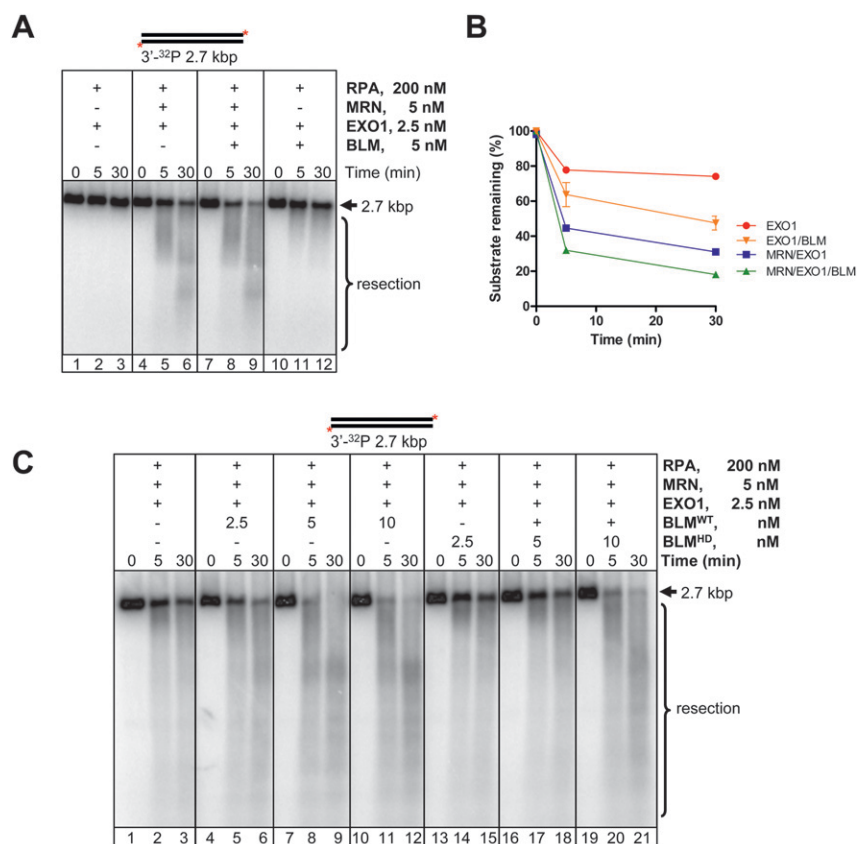 A
3'-³²P 2.7 kbp
+ + + + RPA, 200 nM
- + + - MRN, 5 nM
+ + + + EXO1, 2.5 nM
- - + + BLM, 5 nM
0 5 30 0 5 30 0 5 30 0 5 30 Time (min)
2.7 kbp
resection
1 2 3 4 5 6 7 8 9 10 11 12
B
Substrate remaining (%)
100
80
60
40
20
0
0 10 20 30
Time (min)
EXO1
EXO1/BLM
MRN/EXO1
MRN/EXO1/BLM
C
3'-³²P 2.7 kbp
+ + + + + + + RPA, 200 nM
+ + + + + + + MRN, 5 nM
+ + + + + + + EXO1, 2.5 nM
- 2.5 5 10 - + + BLMᵂᵀ, nM
- - - - 2.5 5 10 BLMᴴᴰ, nM
0 5 30 0 5 30 0 5 30 0 5 30 0 5 30 0 5 30 0 5 30 Time (min)
2.7 kbp
resection
1 2 3 4 5 6 7 8 9 10 11 12 13 14 15 16 17 18 19 20 21